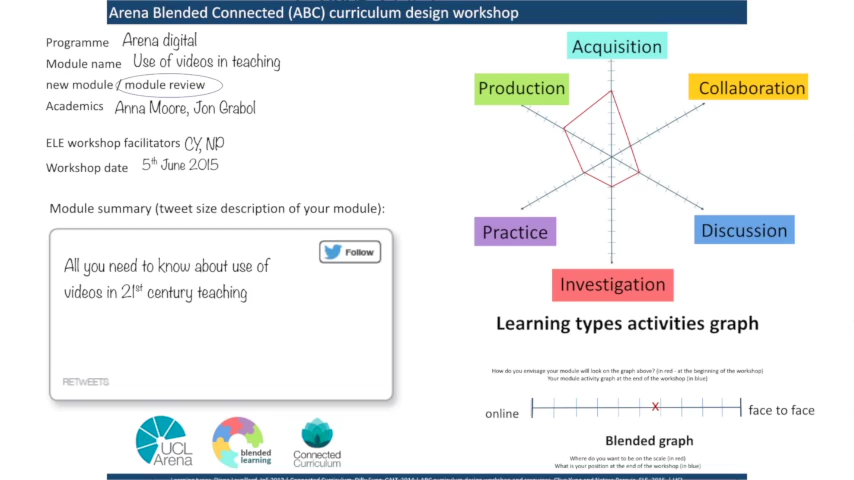 Arena Blended Connected (ABC) curriculum design workshop
Programme Arena digital
Module name Use of videos in teaching
new module / module review
Academics Anna Moore, Jon Grabol
ELE workshop facilitators CY, NP
Workshop date 5th June 2015
Module summary (tweet size description of your module):
Follow
All you need to know about use of
videos in 21st century teaching
RETWEETS
UCL
Arena
blended
learning
Connected
Curriculum
Acquisition
Production
Collaboration
Practice
Discussion
Investigation
Learning types activities graph
How do you envisage your module will look on the graph above? (in red - at the beginning of the workshop)
Your module activity graph at the end of the workshop (in blue)
online
X
face to face
Blended graph
Where do you want to be on the scale (in red)
What is your position at the end of the workshop (in blue)